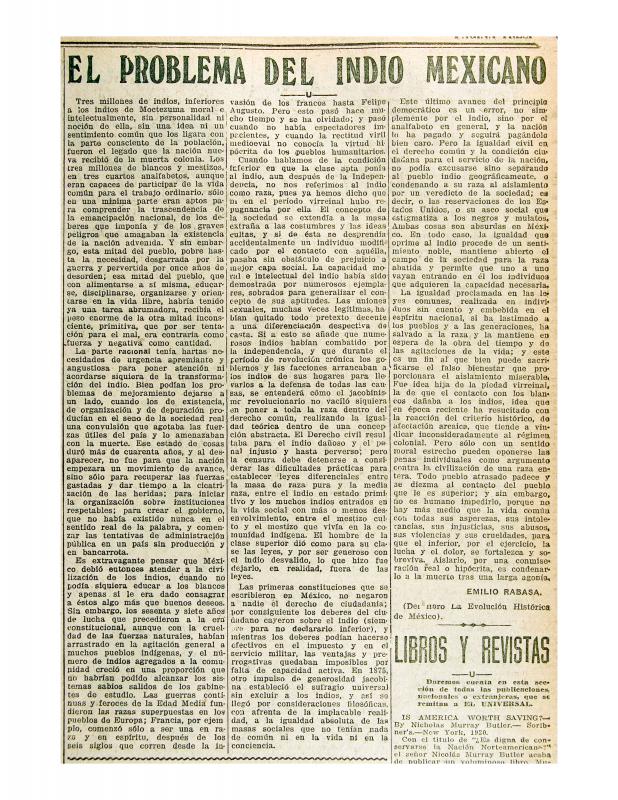 EL PROBLEMA DEL INDIO MEXICANO
Tres millones de indios, inferiores
a los indios de Moctezuma moral e
intelectualmente, sin personalidad ni
noción de ella, sin una idea ni un
sentimiento común que los ligara con
la parte consciente de la población,
fueron el legado que la nación nue-
va recibió de la muerta colonia. Los
tres millones de blancos y mestizos,
en tres cuartos analfabetos, aunque
eran capaces de participar de la vida
común para el trabajo ordinario, sólo
en una mínima parte eran aptos pa-
ra comprender la trascendencia de
la emancipación nacional, de los de-
beres que imponía y de los graves
peligros que amagaban la existencia
de la nación advenida. Y sin embar-
go, esta mitad del pueblo, pobre has-
ta la necesidad, desgarrada por la
guerra y pervertida por once años de
desorden; esa mitad del pueblo, que
con alimentarse a sí misma, educar-
se, disciplinarse, organizarse y orien-
tarse en la vida libre, habría tenido
ya una tarea abrumadora, recibía el
peso enorme de la otra mitad incons-
ciente, primitiva, que por ser tenta-
ción para el mal, era contraria como
fuerza y negativa como cantidad.
La parte racional tenía hartas ne-
cesidades de urgencia apremiante y
angustiosa para poner atención ni
acordarse siquiera de la transforma-
ción del indio. Bien podían los pro-
blemas de mejoramiento dejarse a
un lado, cuando los de existencia,
de organización y de depuración pro-
ducían en el seno de la sociedad real
una convulsión que agotaba las fuer-
zas útiles del país y lo amenazaban
con la muerte. Ese estado de cosas
duró más de cuarenta años, y al des-
aparecer, no fue para que la nación
empezara un movimiento de avance,
sino sólo para recuperar las fuerzas
gastadas y dar tiempo a la cicatri-
zación de las heridas; para iniciar
la organización sobre instituciones
respetables; para crear el gobierno,
que no había existido nunca en el
sentido real de la palabra, y comen-
zar las tentativas de administración
pública en un país sin producción y
en bancarrota.
Es extravagante pensar que Mé-
xico debió entonces atender a la civi-
lización de los indios, cuando no
podía siquiera educar a los blancos
y apenas si le era dado consagrar
a éstos algo más que buenos deseos.
Sin embargo, los sesenta y siete años
de lucha que precedieron a la era
constitucional, aunque con la cruel-
dad de las fuerzas naturales, habían
arrastrado en la agitación general a
muchos pueblos indígenas, y el nú-
mero de indios agregados a la comu-
nidad creció en una proporción que
no habrían podido alcanzar los sis-
temas sabios salidos de los gabine-
tes de estudio. Las guerras conti-
nuas y feroces de la Edad Media fun-
dieron las razas superpuestas en los
pueblos de Europa; Francia, por ejem-
plo, comenzó sólo a ser una en ra-
za y en espíritu, después de los
seis siglos que corren desde la in-
vasión de los francos hasta Felipe
Augusto. Pero esto pasó hace mu-
cho tiempo y se ha olvidado; y pasó
cuando no había espectadores im-
pacientes, y cuando la rectitud viril
medioeval no conocía la virtud hi-
pócrita de los pueblos humanitarios.
Cuando hablamos de la condición
inferior en que la clase apta ponía
al indio, aun después de la Indepen-
dencia, no nos referimos al indio
como raza, pues ya hemos dicho que
ni en el período virreinal hubo re-
pugnancia por ella El concepto de
la sociedad se extendía a la masa
extraña a las costumbres y las ideas
cultas, y si de ésta se desprendía
accidentalmente un individuo modifi-
cado por el contacto con aquélla,
pasaba sin obstáculo de prejuicio a
mejor capa social. La capacidad mo-
ral e intelectual del indio había sido
demostrada por numerosos ejempla-
res, sobrados para generalizar el con-
cepto de sus aptitudes. Las uniones
sexuales, muchas veces legítimas, ha-
bían quitado todo pretexto decente
a una diferenciación despectiva de
casta. Si a esto se añade que nume-
rosos indios habían combatido por
la independencia, y que durante el
período de revolución crónica los go-
biernos y las facciones arrancaban a
los indios de sus hogares para lle-
varlos a la defensa de todas las cau-
sas, se entenderá cómo el jacobinis-
mo revolucionario no vaciló siquiera
en poner a toda la raza dentro del
derecho común, realizando la igual-
dad teórica dentro de una concep-
ción abstracta. El Derecho civil resul
taba para el indio dañoso y el pe-
nal injusto y hasta perverso; pero
la censura debe detenerse a consi-
derar las dificultades prácticas para
establecer leyes diferenciales entre
la masa de raza pura y la media
raza, entre el indio en estado primi-
tivo y los muchos indios entrados en
la vida social con más o menos des-
envolvimiento, entre el mestizo cul-
to y el mestizo que vivía en la co-
munidad indígena. El hombre de la
clase superior dió como para su cla-
se las leyes, y por ser generoso con
el indio desvalido, lo que hizo fue
dejarlo, en realidad, fuera de las
leyes.
Las primeras constituciones que se
escribieron en México, no negaron
a nadie el derecho de ciudadanía;
por consiguiente los deberes del ciu-
dadano cayeron sobre el indio (siem-
pre para no declararlo inferior), y
mientras los deberes podían hacerse
efectivos en el impuesto y en el
servicio militar, las ventajas y pre-
rrogativas quedaban imposibles por
falta de capacidad activa. En 1875,
otro impulso de generosidad jacobi-
na estableció el sufragio universal
sin excluir a los indios, y así se
llegó por consideraciones filosóficas,
con afrenta de la implacable reali-
dad, a la igualdad absoluta de las
masas sociales que no tenían nada
de común ni en la vida ni en la
conciencia.
Este último avance del principio
democrático es un error, no sim-
plemente por el indio, sino por el
analfabeto en general, y la nación
lo ha pagado y seguirá pagándole
bien caro. Pero la igualdad civil en
el derecho común y la condición ciu-
dadana para el servicio de la nación,
no podía excusarse sino separando
al pueblo indio geográficamente, o
condenando a su raza al aislamiento
por un veredicto de la sociedad; es
decir, o las reservaciones de los Es-
tados Unidos, o su asco social que
estigmatiza a los negros y mulatos.
Ambas cosas son absurdas en Méxi-
co. En todo caso, la igualdad que
oprime al indio procede de un senti-
miento noble, mantiene abierto el
campo de la sociedad para la raza
abatida y permite que uno a uno
vayan entrando en él los individuos
que adquieren la capacidad necesaria.
La igualdad proclamada en las le-
yes comunes, realizada en indivi-
duos sin cuento y embebida en el
espíritu nacional, si ha lastimado a
los pueblos y a las generaciones, ha
salvado a la raza y la mantiene en
espera de la obra del tiempo y de
las agitaciones de la vida; y este
es un fin al que bien puede sacri-
ficarse el falso bienestar que pro-
porcionara el aislamiento miserable.
Fue idea hija de la piedad virreinal,
la de que el contacto con los blan-
cos dañaba a los indios, idea que
en época reciente ha resucitado con
la reacción del criterio histórico, de
afectación arcaica, que tiende a vin-
dicar inconsideradamente al régimen
colonial. Pero sólo con un sentido
moral estrecho pueden oponerse las
penas individuales como argumento
contra la civilización de una raza en-
tera. Todo pueblo atrasado padece y
se diezma al contacto del pueblo
que le es superior; y sin embargo,
no es humano impedirlo, porque no
hay más medio que la vida común
con todas sus asperezas, sus intole-
rancias, sus injusticias, sus abusos,
sus violencias y sus crueldades, para
que el inferior, por el ejercicio, la
lucha y el dolor, se fortalezca y so-
breviva. Aislarlo, por una conmise-
ración real o hipócrita, es condenar-
lo a la muerte tras una larga agonía.
EMILIO RABASA.
(De La Evolución Histórica
de México).
LIBROS Y REVISTAS
Daremos cuenta en esta sec-
ción de todas las publicaciones,
nacionales o extranjeras, que se
remitan a EL UNIVERSAL.
IS AMERICA WORTH SAVING?—
By Nicholas Murray Butler.— Scrib-
ner's.—New York, 1920.
Con el título de "¿Es digna de con-
servarse la Nación Norteamericana?"
el señor Nicolás Murray Butler acaba
de publicar un voluminoso libro.